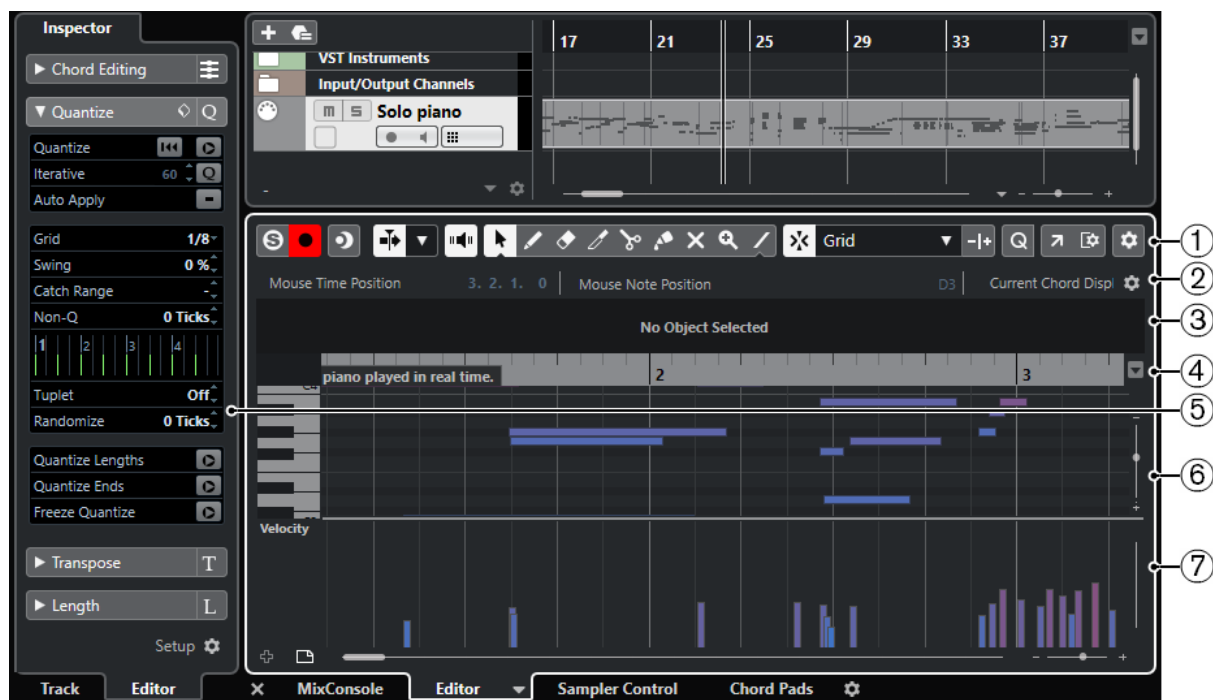 Inspector
Chord Editing
Quantize Q
Quantize
Iterative 60 Q
Auto Apply
Grid 1/8
Swing 0 %
Catch Range -
Non-Q 0 Ticks
1 2 3 4
Tuplet Off
Randomize 0 Ticks
Quantize Lengths
Quantize Ends
Freeze Quantize
Transpose T
Length L
Setup
Track Editor
17 21 25 29 33 37
VST Instruments
Input/Output Channels
m S Solo piano
-
S Grid Q
Mouse Time Position 3. 2. 1. 0 Mouse Note Position D3 Current Chord Displ
No Object Selected
2 3
piano played in real time.
Velocity
MixConsole Editor Sampler Control Chord Pads
1
2
3
4
5
6
7